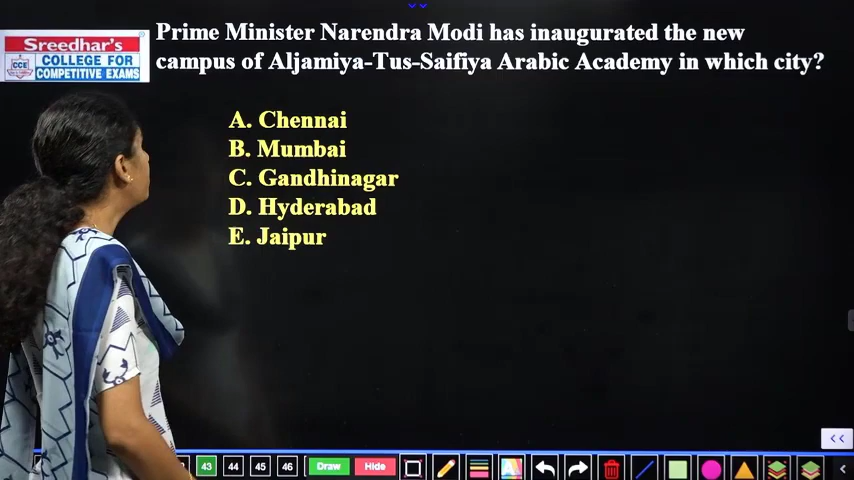 Prime Minister Narendra Modi has inaugurated the new
campus of Aljamiya-Tus-Saifiya Arabic Academy in which city?
Sreedhar's
CCE
COLLEGE FOR
COMPETITIVE EXAMS
A. Chennai
B. Mumbai
C. Gandhinagar
D. Hyderabad
E. Jaipur
43 44 45 46 Draw Hide